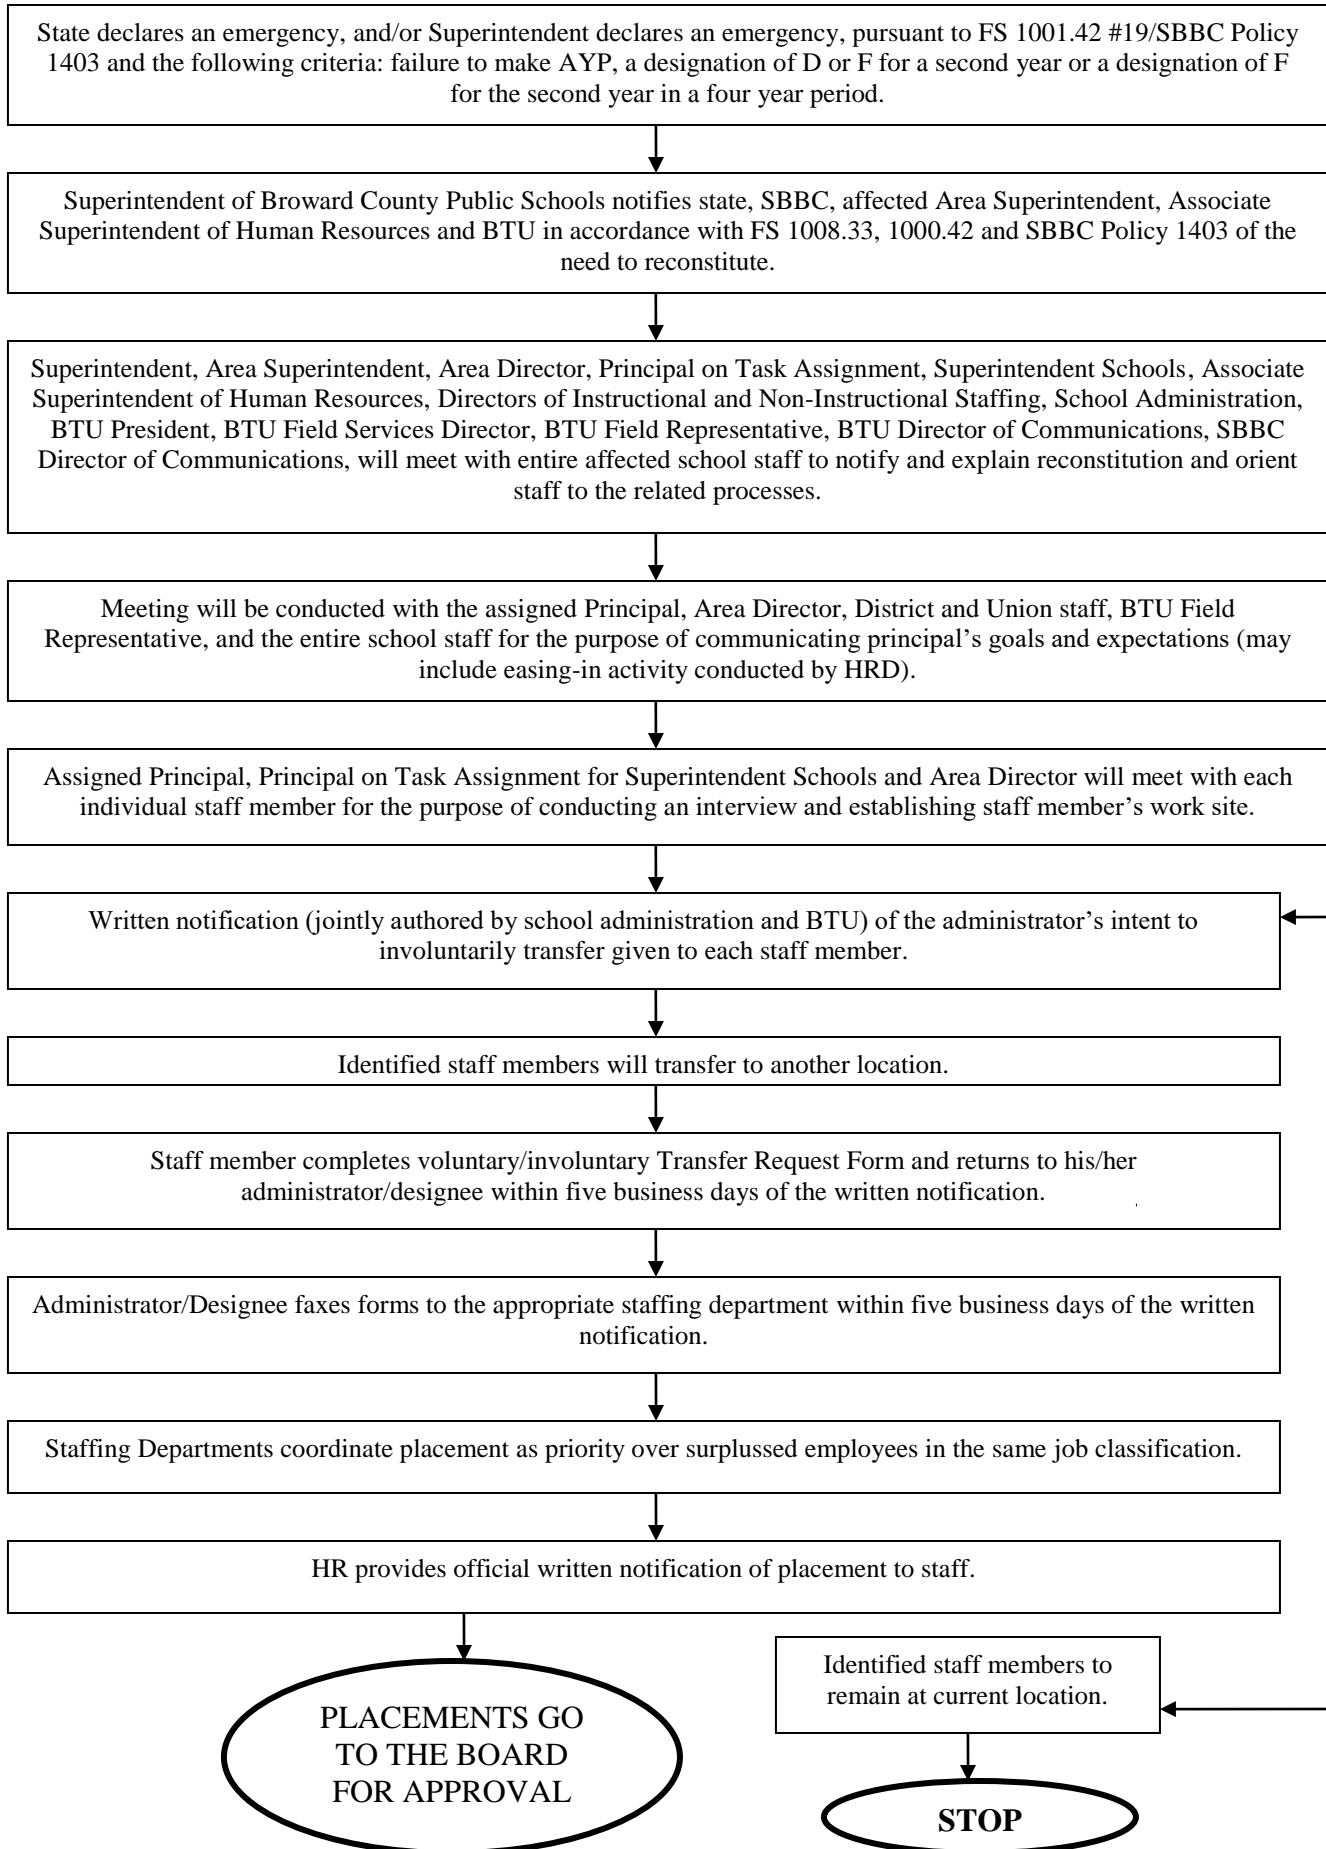 State declares an emergency, and/or Superintendent declares an emergency, pursuant to FS 1001.42 #19/SBBC Policy
1403 and the following criteria: failure to make AYP, a designation of D or F for a second year or a designation of F
for the second year in a four year period.
Superintendent of Broward County Public Schools notifies state, SBBC, affected Area Superintendent, Associate
Superintendent of Human Resources and BTU in accordance with FS 1008.33, 1000.42 and SBBC Policy 1403 of the
need to reconstitute.
Superintendent, Area Superintendent, Area Director, Principal on Task Assignment, Superintendent Schools, Associate
Superintendent of Human Resources, Directors of Instructional and Non-Instructional Staffing, School Administration,
BTU President, BTU Field Services Director, BTU Field Representative, BTU Director of Communications, SBBC
Director of Communications, will meet with entire affected school staff to notify and explain reconstitution and orient
staff to the related processes.
Meeting will be conducted with the assigned Principal, Area Director, District and Union staff, BTU Field
Representative, and the entire school staff for the purpose of communicating principal’s goals and expectations (may
include easing-in activity conducted by HRD).
Assigned Principal, Principal on Task Assignment for Superintendent Schools and Area Director will meet with each
individual staff member for the purpose of conducting an interview and establishing staff member’s work site.
Written notification (jointly authored by school administration and BTU) of the administrator’s intent to
involuntarily transfer given to each staff member.
Identified staff members will transfer to another location.
Staff member completes voluntary/involuntary Transfer Request Form and returns to his/her
administrator/designee within five business days of the written notification.
Administrator/Designee faxes forms to the appropriate staffing department within five business days of the written
notification.
Staffing Departments coordinate placement as priority over surplussed employees in the same job classification.
HR provides official written notification of placement to staff.
PLACEMENTS GO
TO THE BOARD
FOR APPROVAL
Identified staff members to
remain at current location.
STOP